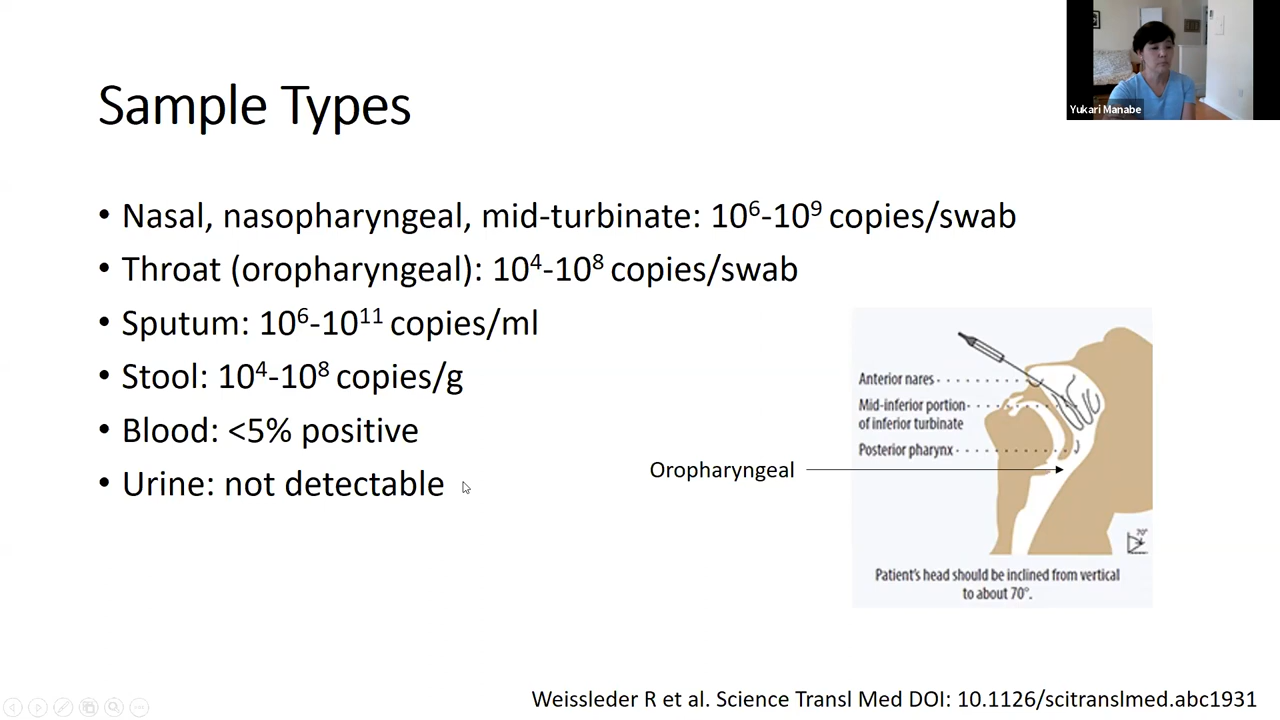 Yukari Manabe
Sample Types
• Nasal, nasopharyngeal, mid-turbinate: 10⁶-10⁹ copies/swab
• Throat (oropharyngeal): 10⁴-10⁸ copies/swab
• Sputum: 10⁶-10¹¹ copies/ml
• Stool: 10⁴-10⁸ copies/g
• Blood: <5% positive
• Urine: not detectable
Anterior nares
Mid-inferior portion
of inferior turbinate
Posterior pharynx
Oropharyngeal
70°
Patient's head should be inclined from vertical
to about 70°.
Weissleder R et al. Science Transl Med DOI: 10.1126/scitranslmed.abc1931